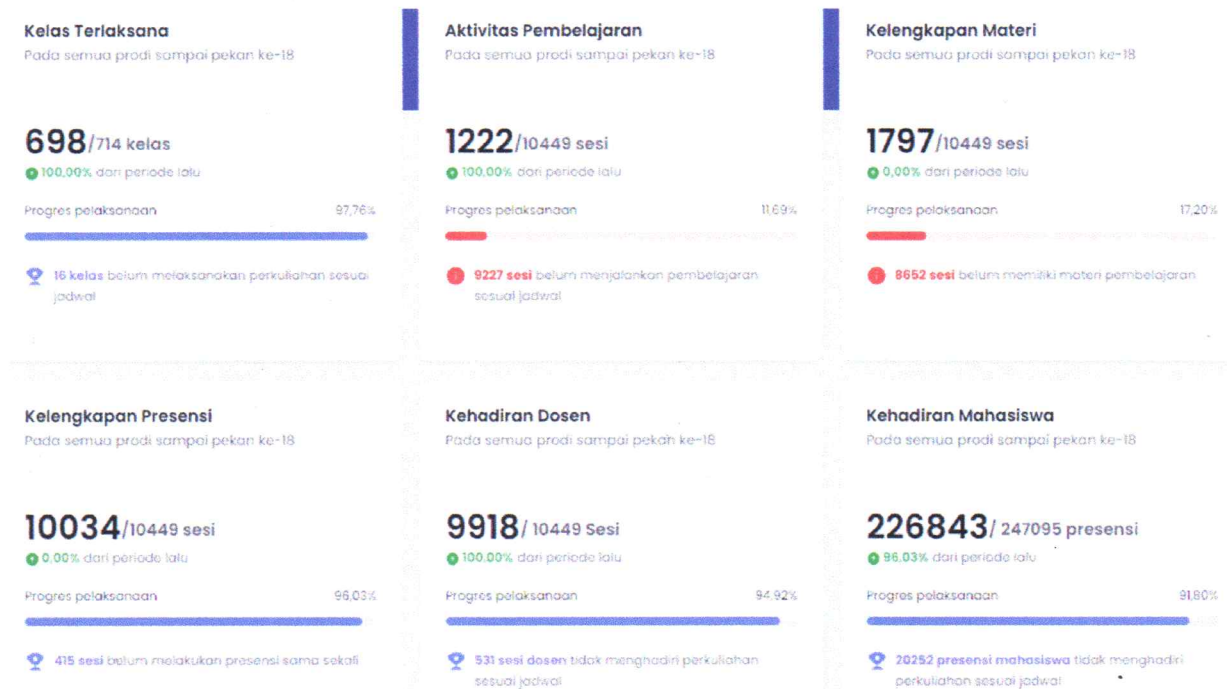 Kelas Terlaksana
Pada semua prodi sampai pekan ke-18
698/714 kelas
100,00% dari periode lalu
Progres pelaksanaan 97,76%
16 kelas belum melaksanakan perkuliahan sesuai
jadwal
Aktivitas Pembelajaran
Pada semua prodi sampai pekan ke-18
1222/10449 sesi
100,00% dari periode lalu
Progres pelaksanaan 11,69%
9227 sesi belum menjalankan pembelajaran
sesuai jadwal
Kelengkapan Materi
Pada semua prodi sampai pekan ke-18
1797/10449 sesi
0,00% dari periode lalu
Progres pelaksanaan 17,20%
8652 sesi belum memiliki materi pembelajaran
Kelengkapan Presensi
Pada semua prodi sampai pekan ke-18
10034/10449 sesi
0,00% dari periode lalu
Progres pelaksanaan 96,03%
415 sesi belum melakukan presensi sama sekali
Kehadiran Dosen
Pada semua prodi sampai pekan ke-18
9918/ 10449 Sesi
100,00% dari periode lalu
Progres pelaksanaan 94,92%
531 sesi dosen tidak menghadiri perkuliahan
sesuai jadwal
Kehadiran Mahasiswa
Pada semua prodi sampai pekan ke-18
226843/ 247095 presensi
96,03% dari periode lalu
Progres pelaksanaan 91,80%
20252 presensi mahasiswa tidak menghadiri
perkuliahan sesuai jadwal